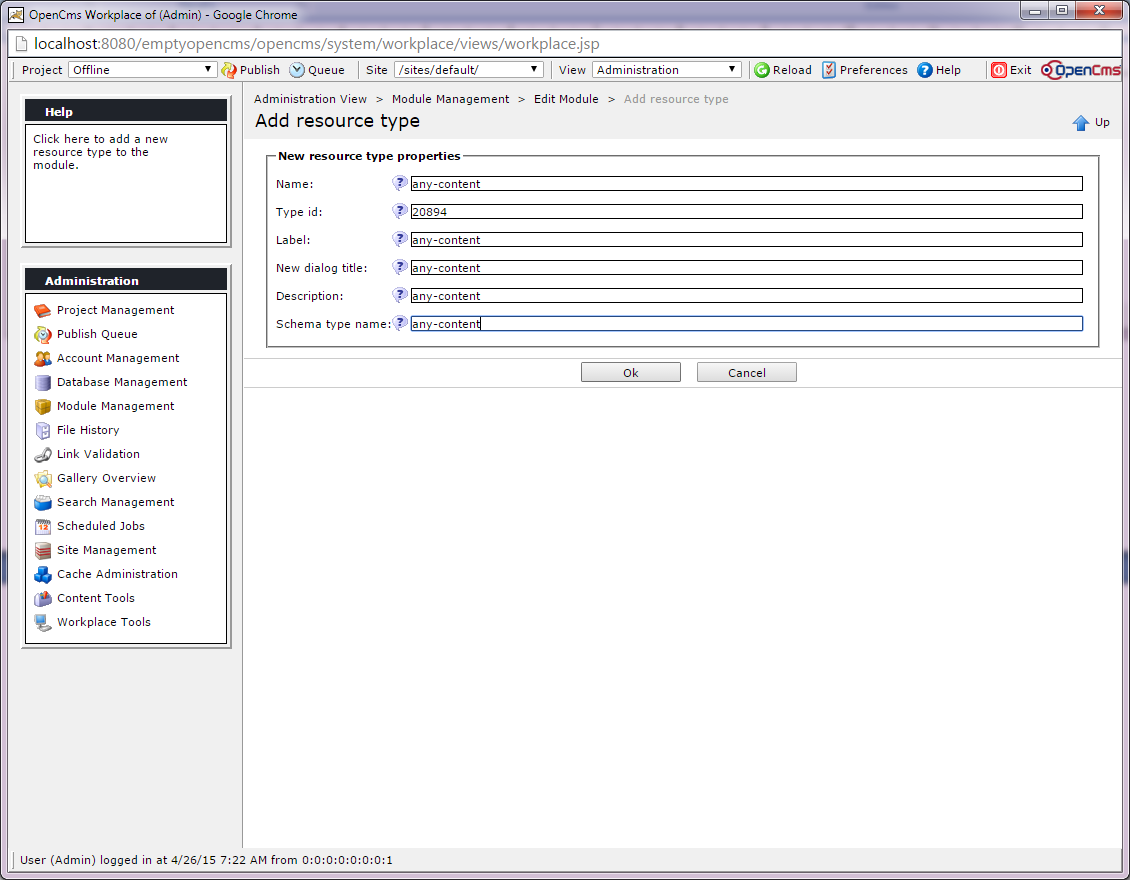 OpenCms Workplace of (Admin) - Google Chrome
localhost:8080/emptyopencms/opencms/system/workplace/views/workplace.jsp
Project Offline Publish Queue Site /sites/default/ View Administration Reload Preferences ? Help Exit OpenCms
Help
Click here to add a new
resource type to the
module.
Administration
Project Management
Publish Queue
Account Management
Database Management
Module Management
File History
Link Validation
Gallery Overview
Search Management
12 Scheduled Jobs
Site Management
Cache Administration
Content Tools
Workplace Tools
Administration View > Module Management > Edit Module > Add resource type
Add resource type
Up
New resource type properties
Name: ? any-content
Type id: ? 20894
Label: ? any-content
New dialog title: ? any-content
Description: ? any-content
Schema type name: ? any-content
Ok Cancel
User (Admin) logged in at 4/26/15 7:22 AM from 0:0:0:0:0:0:0:1